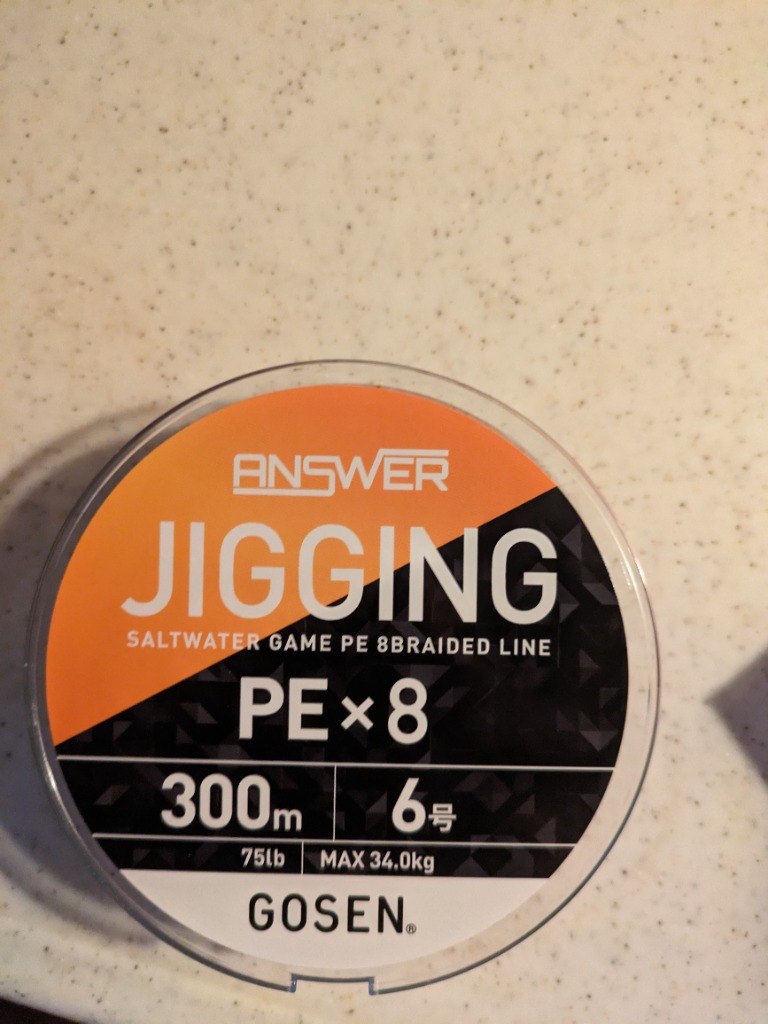 ANSWER
JIGGING
SALTWATER GAME PE 8BRAIDED LINE
PE×8
300m 6号
75lb MAX 34.0kg
GOSEN®